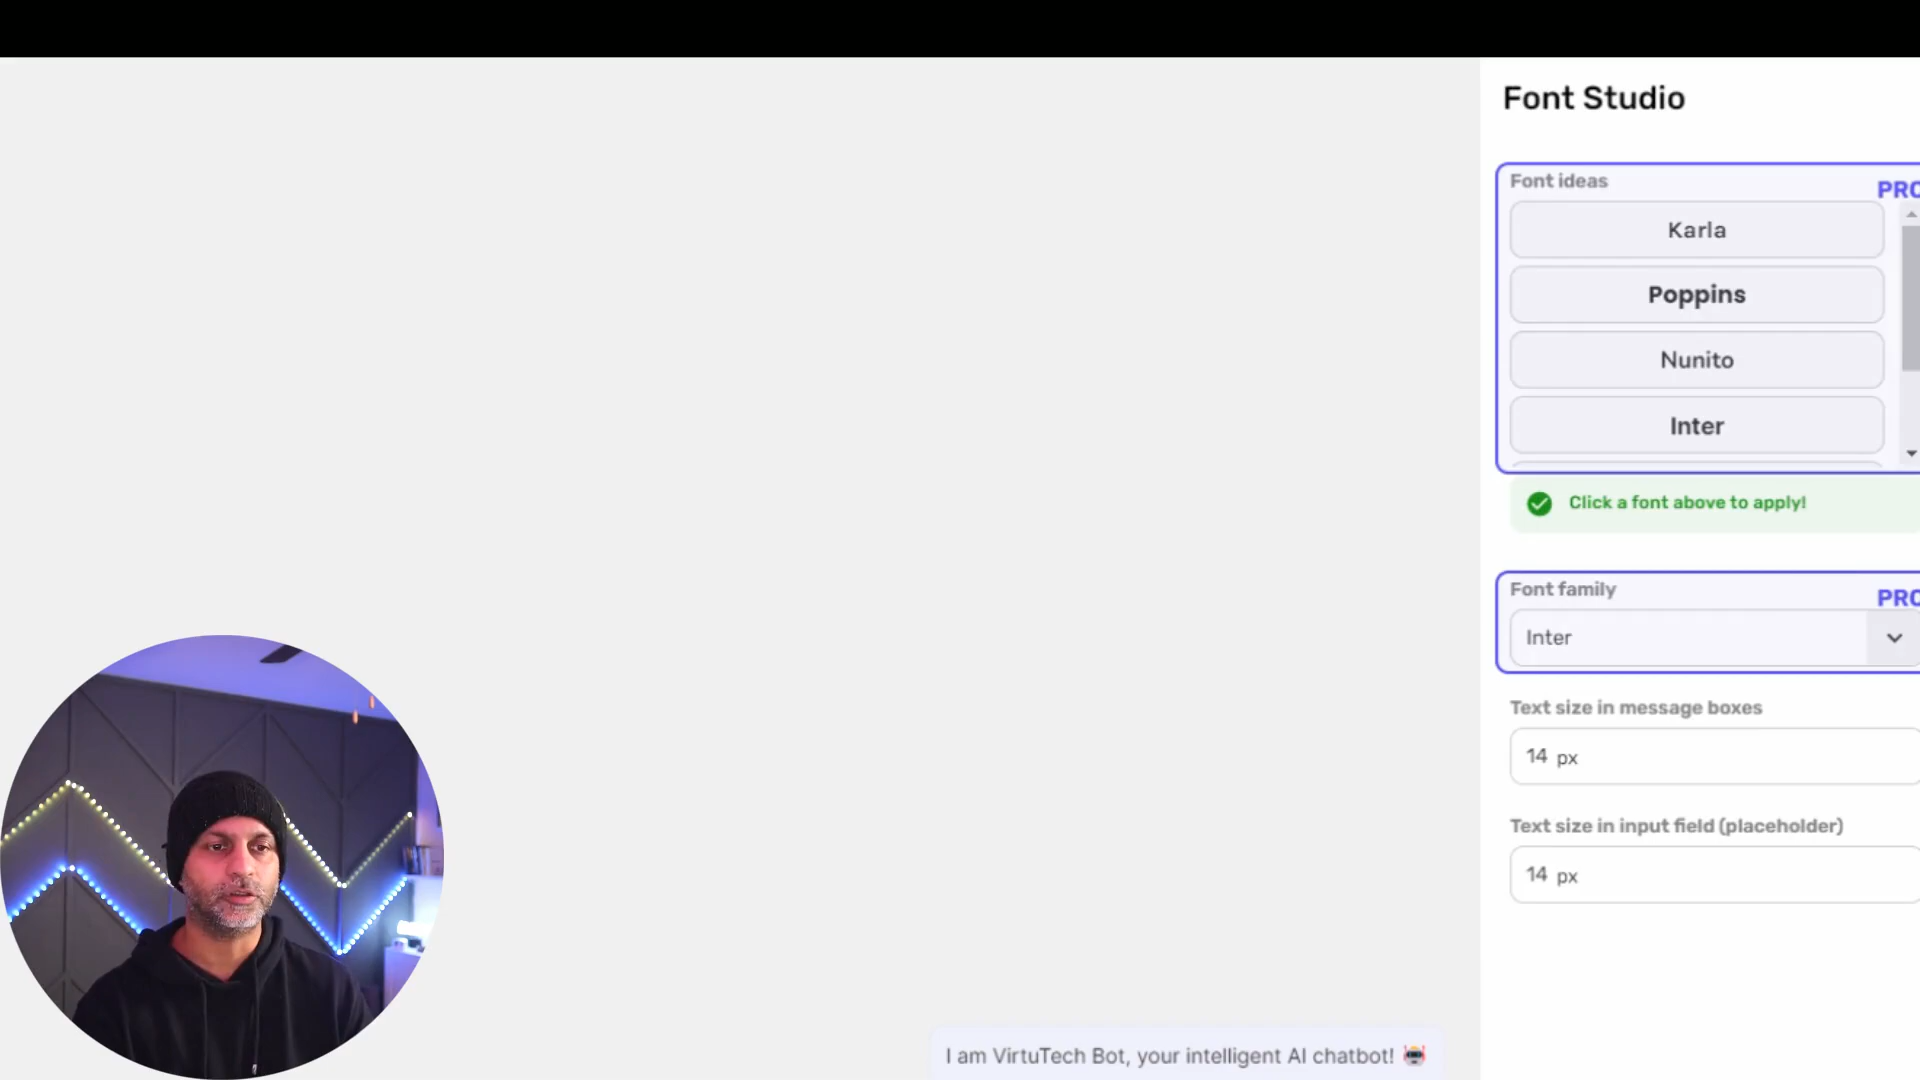 Font Studio
Font ideas
PRO
Karla
Poppins
Nunito
Inter
Click a font above to apply!
Font family
PRO
Inter
Text size in message boxes
14 px
Text size in input field (placeholder)
14 px
I am VirtuTech Bot, your intelligent AI chatbot! 🤖